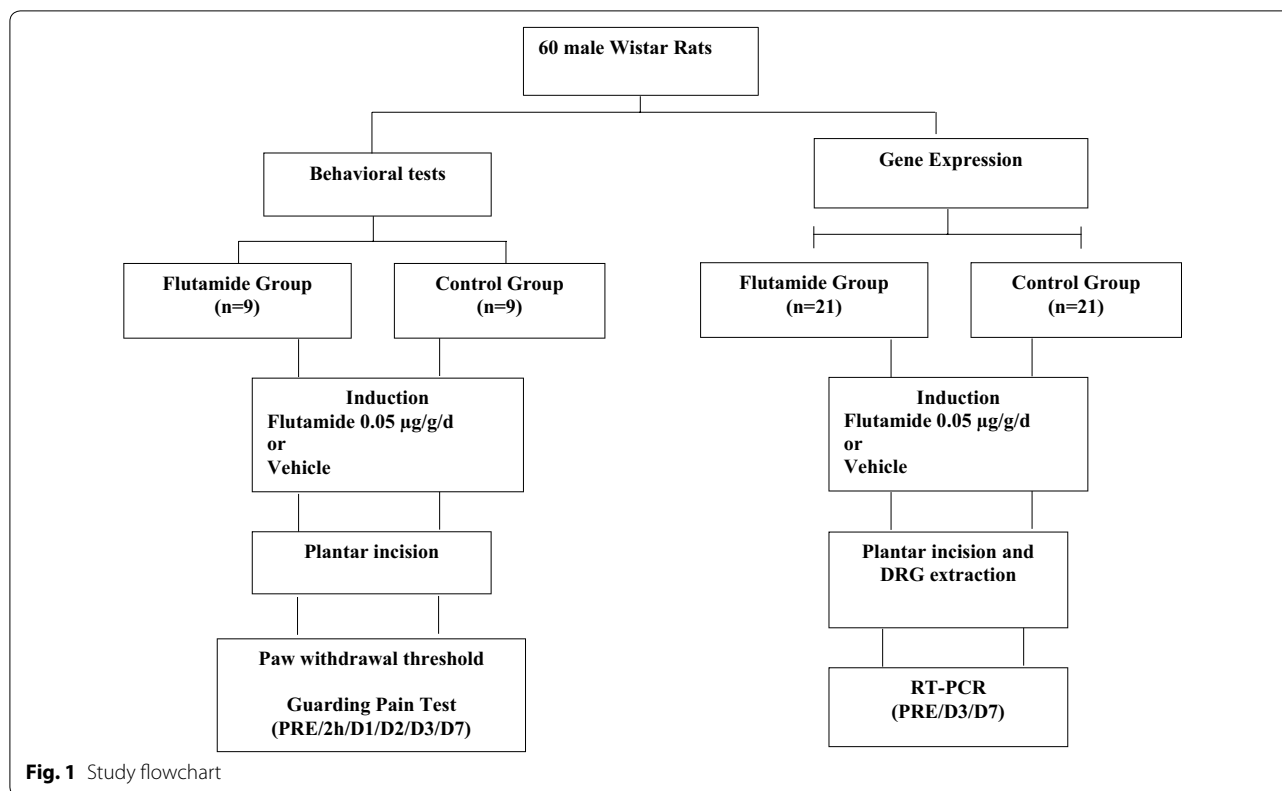 60 male Wistar Rats
Behavioral tests
Gene Expression
Flutamide Group
(n=9)
Control Group
(n=9)
Flutamide Group
(n=21)
Control Group
(n=21)
Induction
Flutamide 0.05 µg/g/d
or
Vehicle
Induction
Flutamide 0.05 µg/g/d
or
Vehicle
Plantar incision
Plantar incision and
DRG extraction
Paw withdrawal threshold
Guarding Pain Test
(PRE/2h/D1/D2/D3/D7)
RT-PCR
(PRE/D3/D7)
Fig. 1 Study flowchart